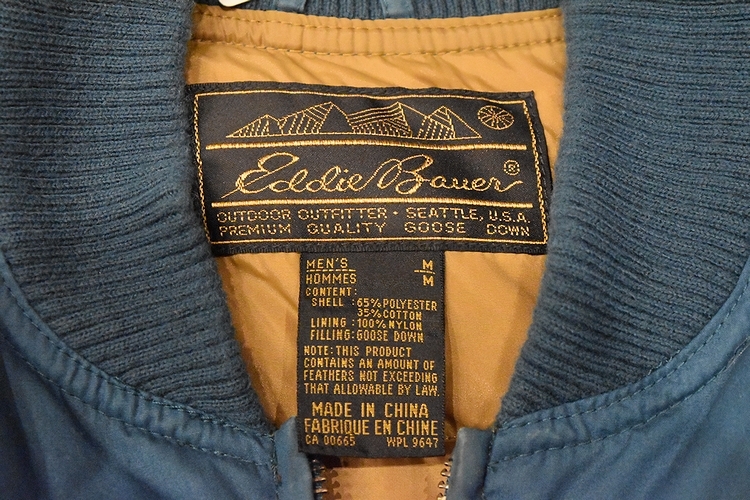 Eddie Bauer®
OUTDOOR OUTFITTER · SEATTLE, U.S.A.
PREMIUM QUALITY GOOSE DOWN
MEN'S M
HOMMES M
CONTENT:
SHELL :65%POLYESTER
35%COTTON
LINING :100%NYLON
FILLING:GOOSE DOWN
NOTE:THIS PRODUCT
CONTAINS AN AMOUNT OF
FEATHERS NOT EXCEEDING
THAT ALLOWABLE BY LAW.
MADE IN CHINA
FABRIQUE EN CHINE
CA 00665 WPL 9647